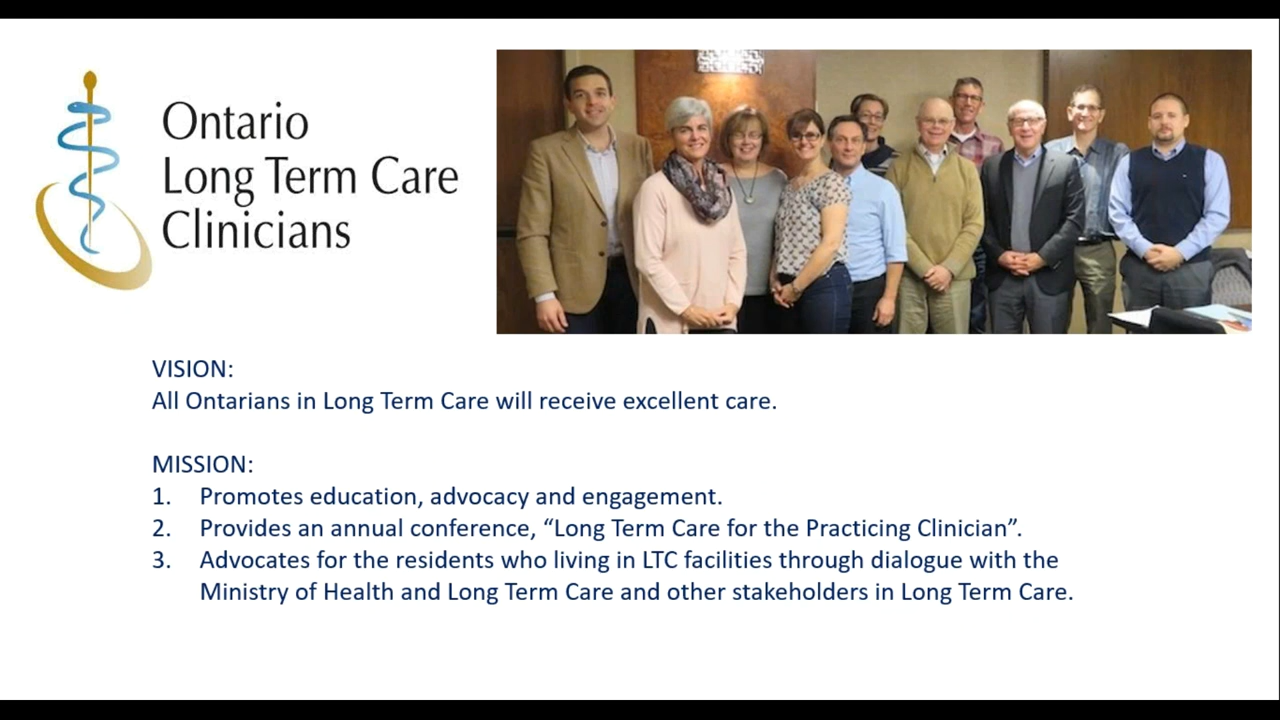 Ontario
Long Term Care
Clinicians
VISION:
All Ontarians in Long Term Care will receive excellent care.
MISSION:
1. Promotes education, advocacy and engagement.
2. Provides an annual conference, “Long Term Care for the Practicing Clinician”.
3. Advocates for the residents who living in LTC facilities through dialogue with the
Ministry of Health and Long Term Care and other stakeholders in Long Term Care.